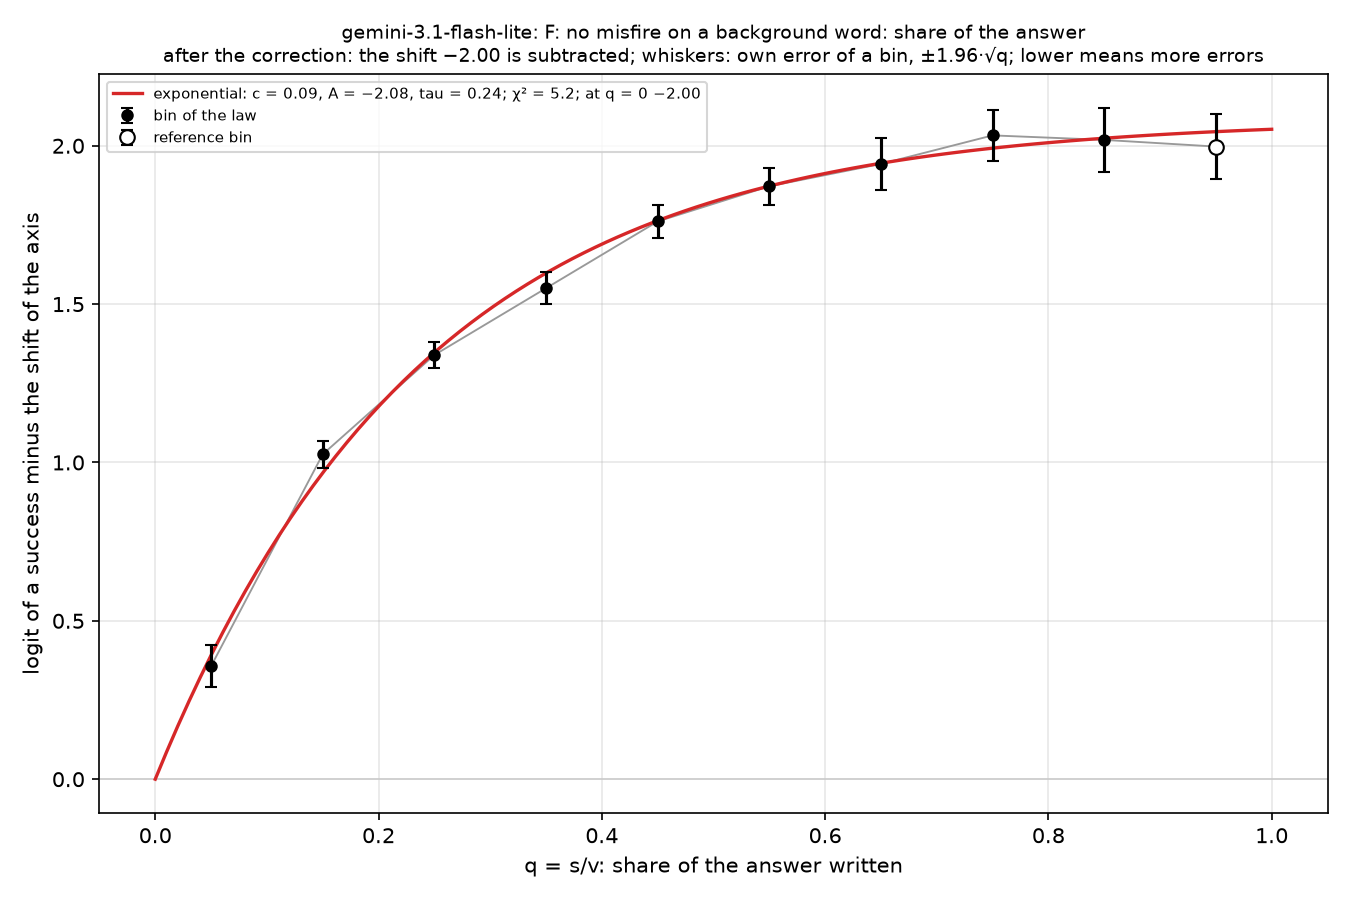 gemini-3.1-flash-lite: F: no misfire on a background word: share of the answer
after the correction: the shift −2.00 is subtracted; whiskers: own error of a bin, ±1.96·√q; lower means more errors
exponential: c = 0.09, A = −2.08, tau = 0.24; χ² = 5.2; at q = 0 −2.00
bin of the law
reference bin
logit of a success minus the shift of the axis
2.0
1.5
1.0
0.5
0.0
0.0 0.2 0.4 0.6 0.8 1.0
q = s/v: share of the answer written